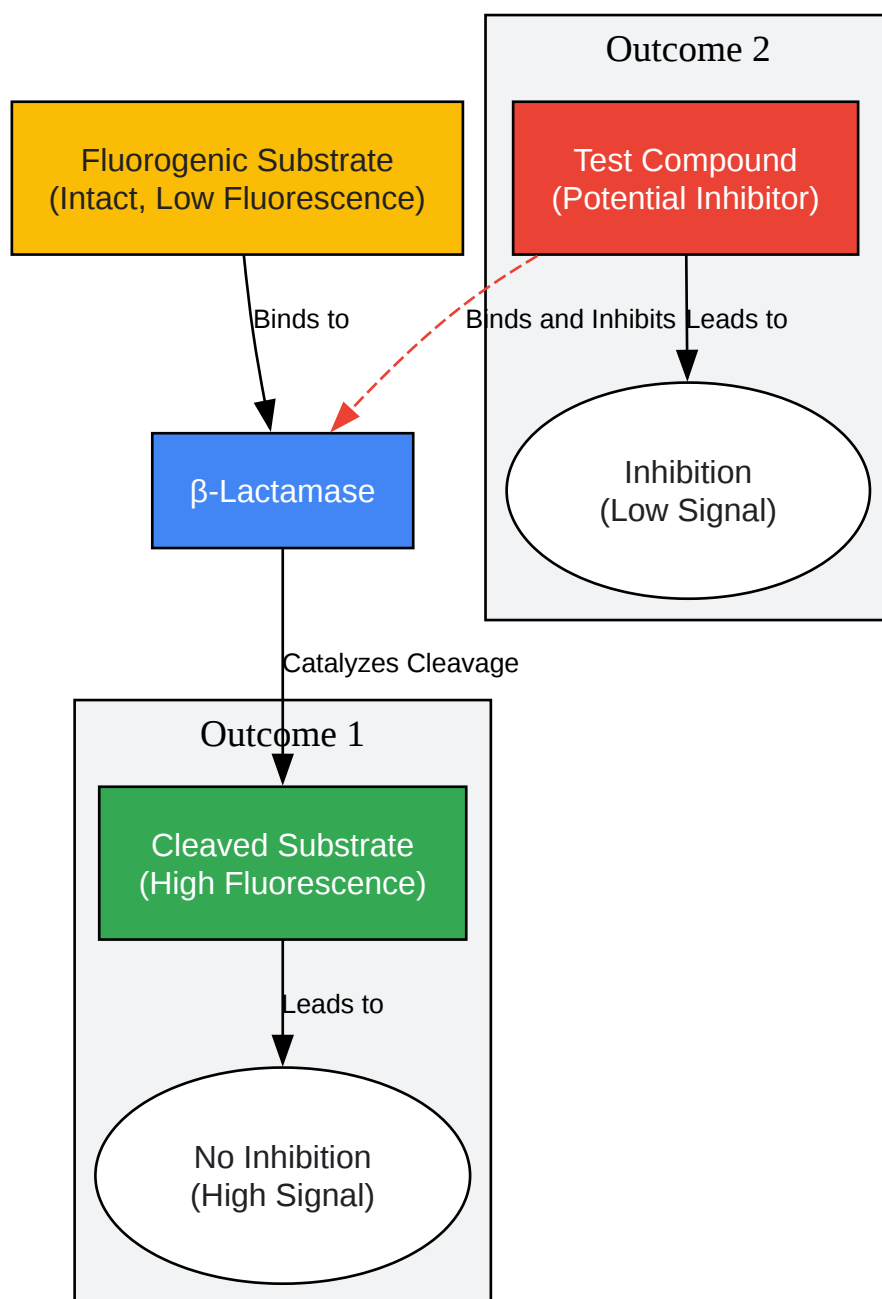 Outcome 2
Fluorogenic Substrate
(Intact, Low Fluorescence)
Test Compound
(Potential Inhibitor)
Binds to
Binds and Inhibits
Leads to
β-Lactamase
Inhibition
(Low Signal)
Catalyzes Cleavage
Outcome 1
Cleaved Substrate
(High Fluorescence)
Leads to
No Inhibition
(High Signal)